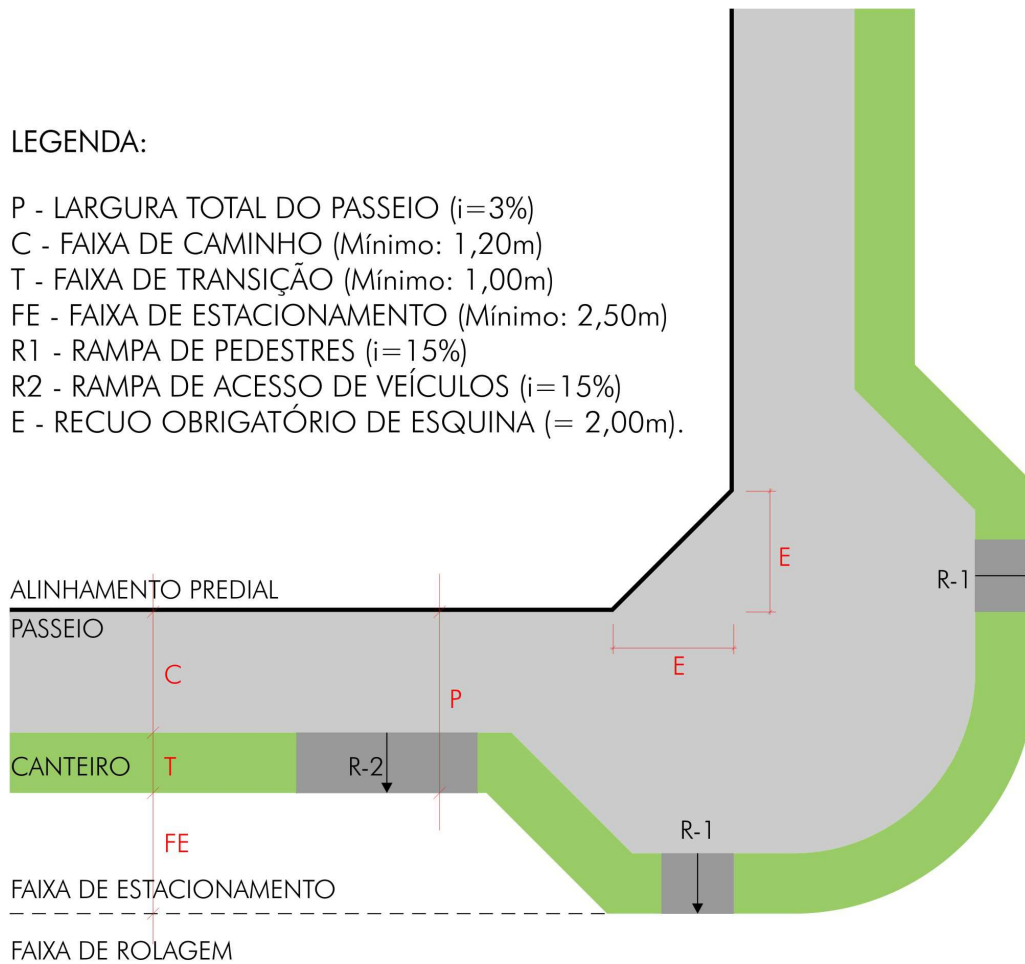 LEGENDA:
P - LARGURA TOTAL DO PASSEIO (i=3%)
C - FAIXA DE CAMINHO (Mínimo: 1,20m)
T - FAIXA DE TRANSIÇÃO (Mínimo: 1,00m)
FE - FAIXA DE ESTACIONAMENTO (Mínimo: 2,50m)
R1 - RAMPA DE PEDESTRES (i=15%)
R2 - RAMPA DE ACESSO DE VEÍCULOS (i=15%)
E - RECUO OBRIGATÓRIO DE ESQUINA (= 2,00m).
E
R-1
ALINHAMENTO PREDIAL
PASSEIO
E
C
P
CANTEIRO
T
R-2
R-1
FE
FAIXA DE ESTACIONAMENTO
FAIXA DE ROLAGEM